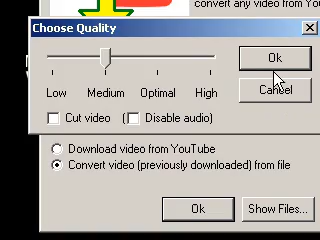 convert any video from You
Choose Quality
Ok
Low Medium Optimal High
Cancel
Cut video ( Disable audio)
Download video from YouTube
Convert video (previously downloaded) from file
Ok Show Files...